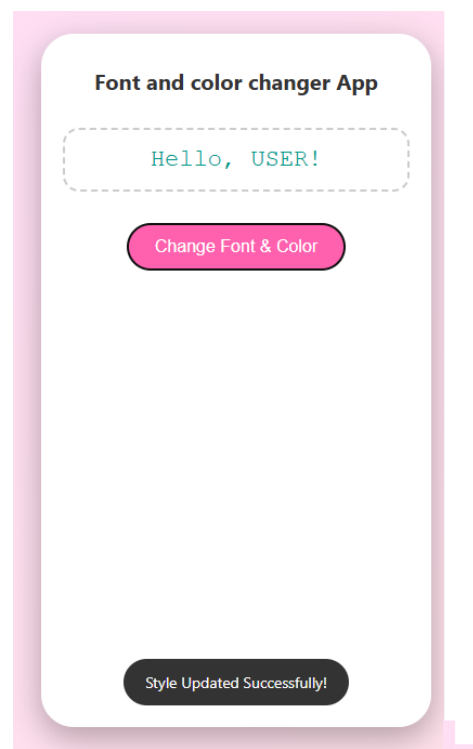 Font and color changer App
Hello, USER!
Change Font & Color
Style Updated Successfully!